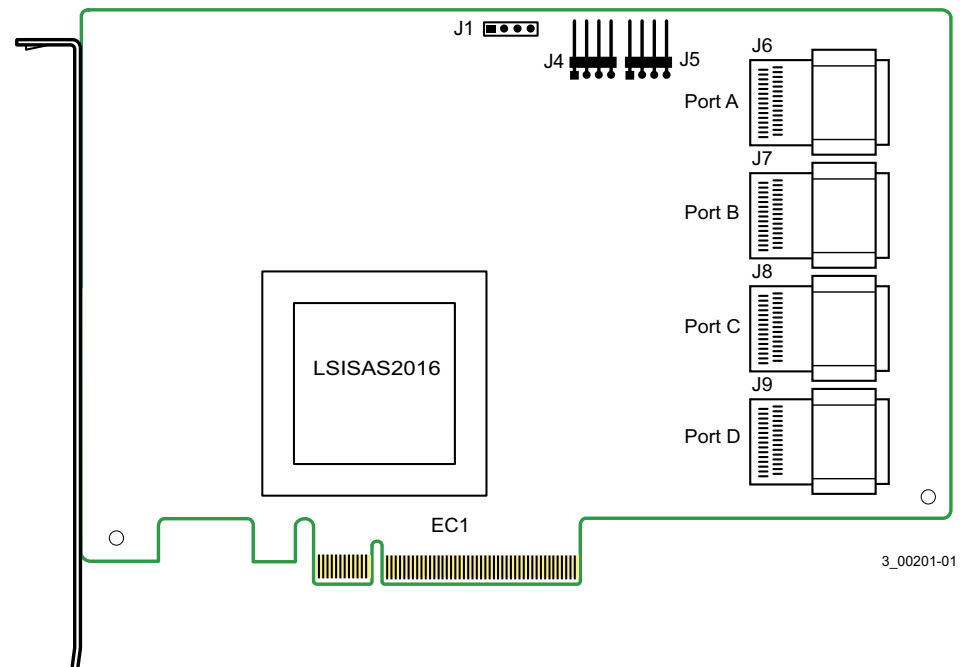 J1
J4
J5
J6
Port A
J7
Port B
J8
LSISAS2016
Port C
J9
Port D
EC1
3_00201-01